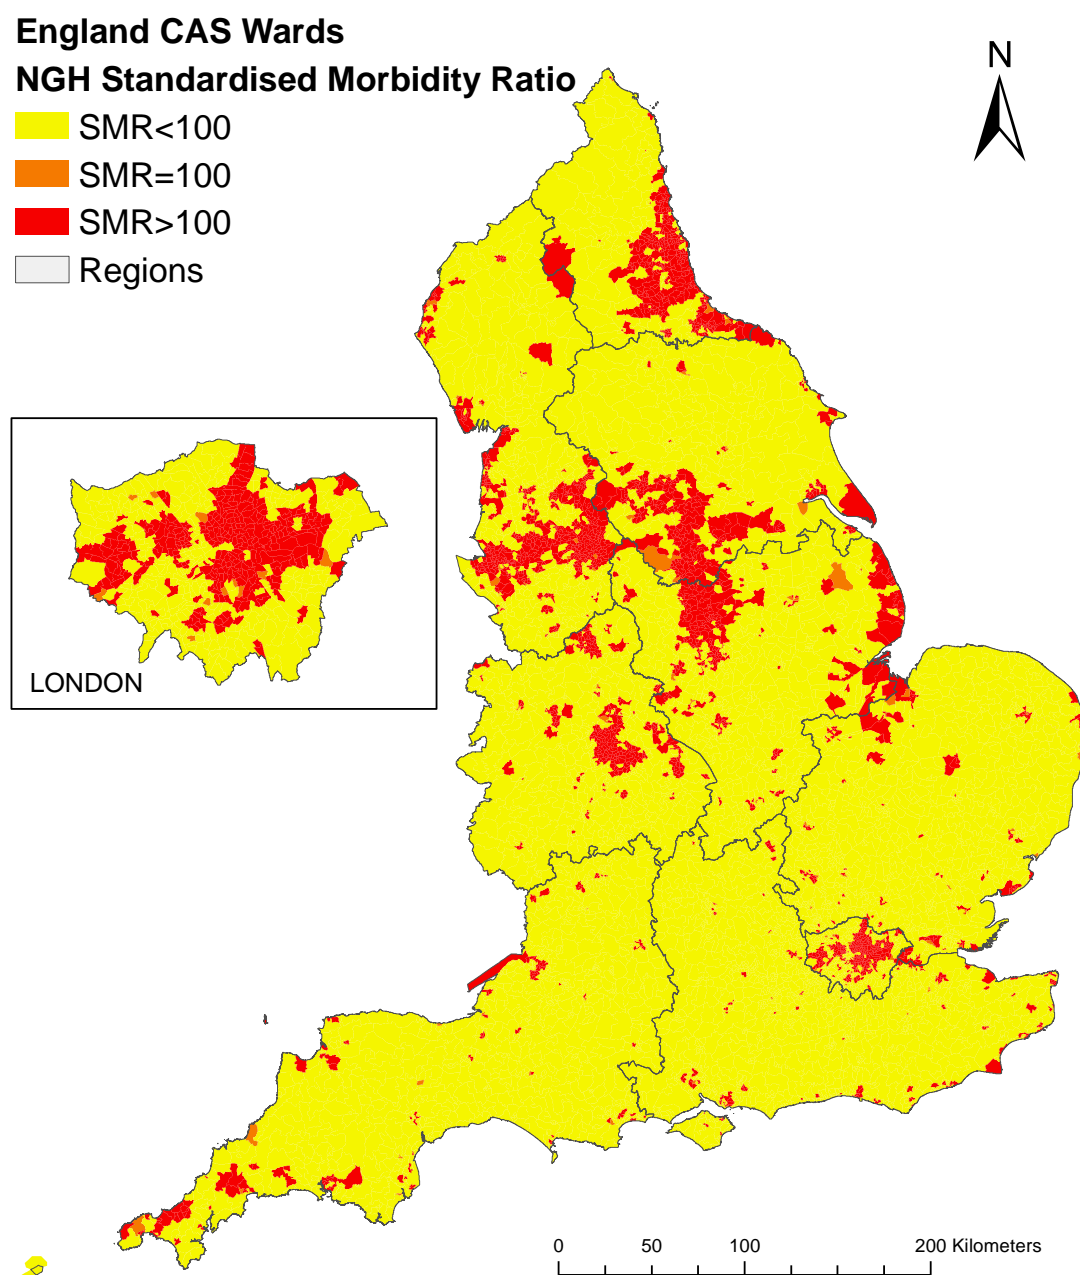 England CAS Wards
NGH Standardised Morbidity Ratio
SMR<100
SMR=100
SMR>100
Regions
N
LONDON
0 50 100 200 Kilometers